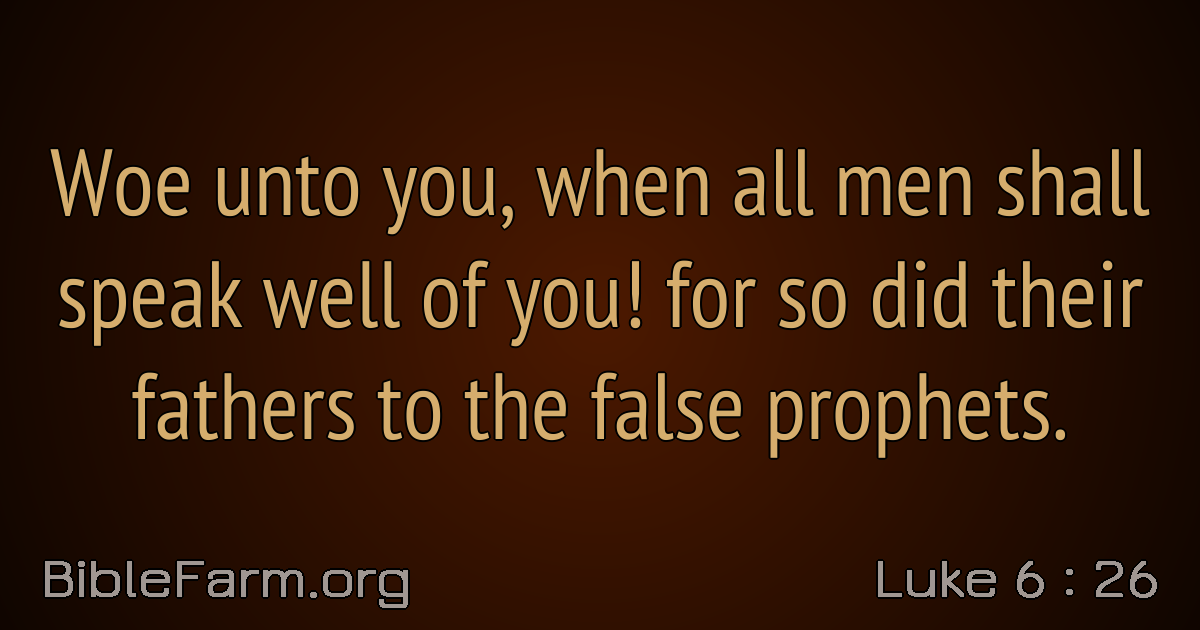 Woe unto you, when all men shall
speak well of you! for so did their
fathers to the false prophets.
BibleFarm.org
Luke 6 : 26